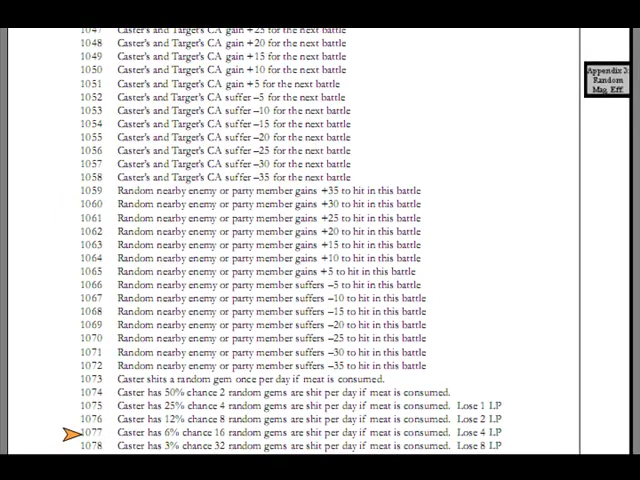 1047 Caster's and Target's CA gain +25 for the next battle
1048 Caster's and Target's CA gain +20 for the next battle
1049 Caster's and Target's CA gain +15 for the next battle
1050 Caster's and Target's CA gain +10 for the next battle
1051 Caster's and Target's CA gain +5 for the next battle
1052 Caster's and Target's CA suffer –5 for the next battle
1053 Caster's and Target's CA suffer –10 for the next battle
1054 Caster's and Target's CA suffer –15 for the next battle
1055 Caster's and Target's CA suffer –20 for the next battle
1056 Caster's and Target's CA suffer –25 for the next battle
1057 Caster's and Target's CA suffer –30 for the next battle
1058 Caster's and Target's CA suffer –35 for the next battle
1059 Random nearby enemy or party member gains +35 to hit in this battle
1060 Random nearby enemy or party member gains +30 to hit in this battle
1061 Random nearby enemy or party member gains +25 to hit in this battle
1062 Random nearby enemy or party member gains +20 to hit in this battle
1063 Random nearby enemy or party member gains +15 to hit in this battle
1064 Random nearby enemy or party member gains +10 to hit in this battle
1065 Random nearby enemy or party member gains +5 to hit in this battle
1066 Random nearby enemy or party member suffers –5 to hit in this battle
1067 Random nearby enemy or party member suffers –10 to hit in this battle
1068 Random nearby enemy or party member suffers –15 to hit in this battle
1069 Random nearby enemy or party member suffers –20 to hit in this battle
1070 Random nearby enemy or party member suffers –25 to hit in this battle
1071 Random nearby enemy or party member suffers –30 to hit in this battle
1072 Random nearby enemy or party member suffers –35 to hit in this battle
1073 Caster shits a random gem once per day if meat is consumed.
1074 Caster has 50% chance 2 random gems are shit per day if meat is consumed.
1075 Caster has 25% chance 4 random gems are shit per day if meat is consumed. Lose 1 LP
1076 Caster has 12% chance 8 random gems are shit per day if meat is consumed. Lose 2 LP
1077 Caster has 6% chance 16 random gems are shit per day if meat is consumed. Lose 4 LP
1078 Caster has 3% chance 32 random gems are shit per day if meat is consumed. Lose 8 LP
Appendix 3:
Random
Mag. Eff.